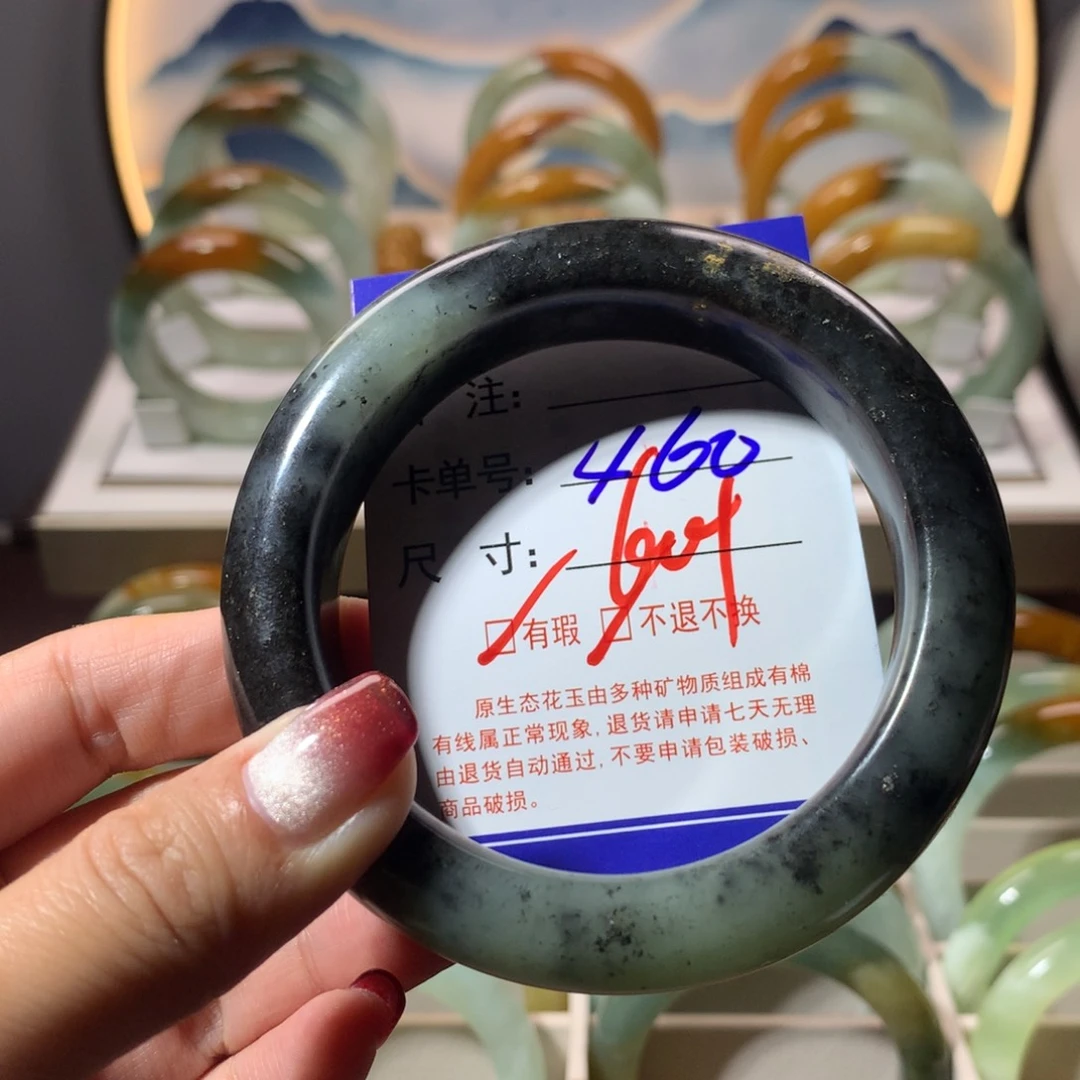 注:
卡单号: 460
尺 寸:
☑有瑕 ☑不退不换
原生态花玉由多种矿物质组成有棉
有线属正常现象, 退货请申请七天无理
由退货自动通过, 不要申请包装破损、
商品破损。